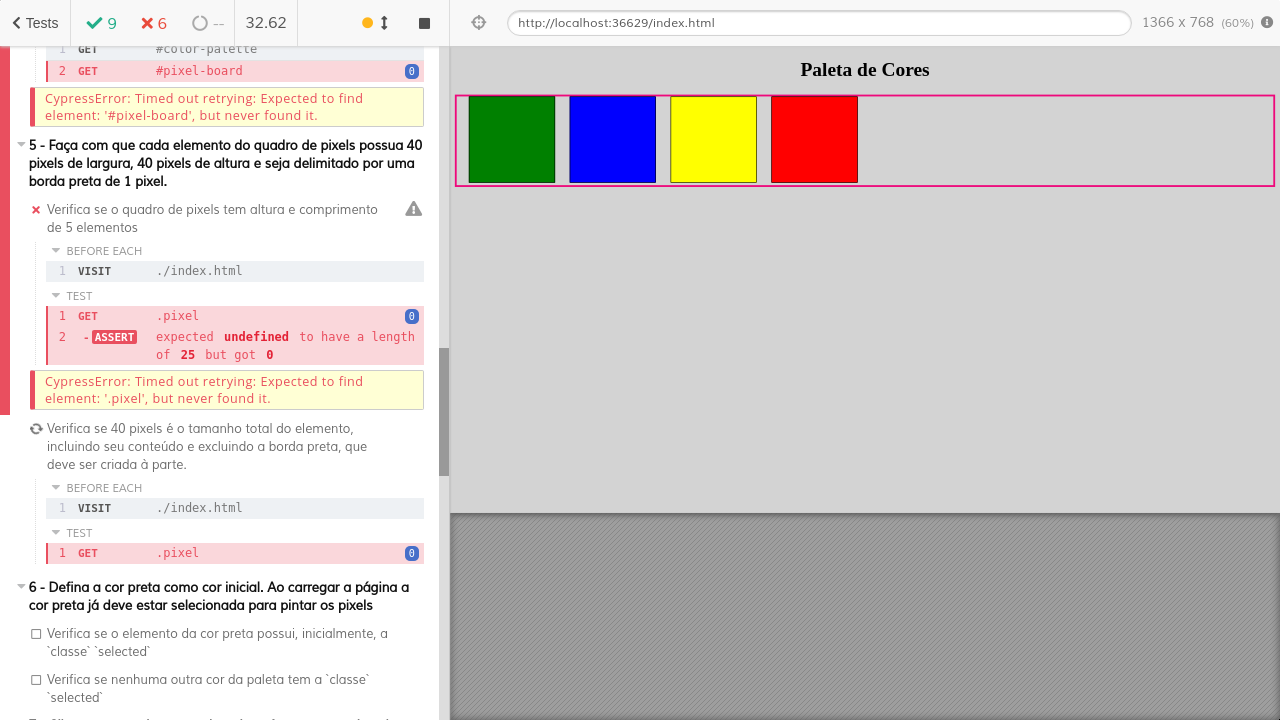 Tests 9 6 -- 32.62
http://localhost:36629/index.html 1366 x 768 (60%)
1 GET #color-palette
2 GET #pixel-board 0
CypressError: Timed out retrying: Expected to find
element: '#pixel-board', but never found it.
5 - Faça com que cada elemento do quadro de pixels possua 40
pixels de largura, 40 pixels de altura e seja delimitado por uma
borda preta de 1 pixel.
Verifica se o quadro de pixels tem altura e comprimento
de 5 elementos
BEFORE EACH
1 VISIT ./index.html
TEST
1 GET .pixel 0
2 - ASSERT expected undefined to have a length
of 25 but got 0
CypressError: Timed out retrying: Expected to find
element: '.pixel', but never found it.
Verifica se 40 pixels é o tamanho total do elemento,
incluindo seu conteúdo e excluindo a borda preta, que
deve ser criada à parte.
BEFORE EACH
1 VISIT ./index.html
TEST
1 GET .pixel 0
6 - Defina a cor preta como cor inicial. Ao carregar a página a
cor preta já deve estar selecionada para pintar os pixels
Verifica se o elemento da cor preta possui, inicialmente, a
`classe` `selected`
Verifica se nenhuma outra cor da paleta tem a `classe`
`selected`
Paleta de Cores